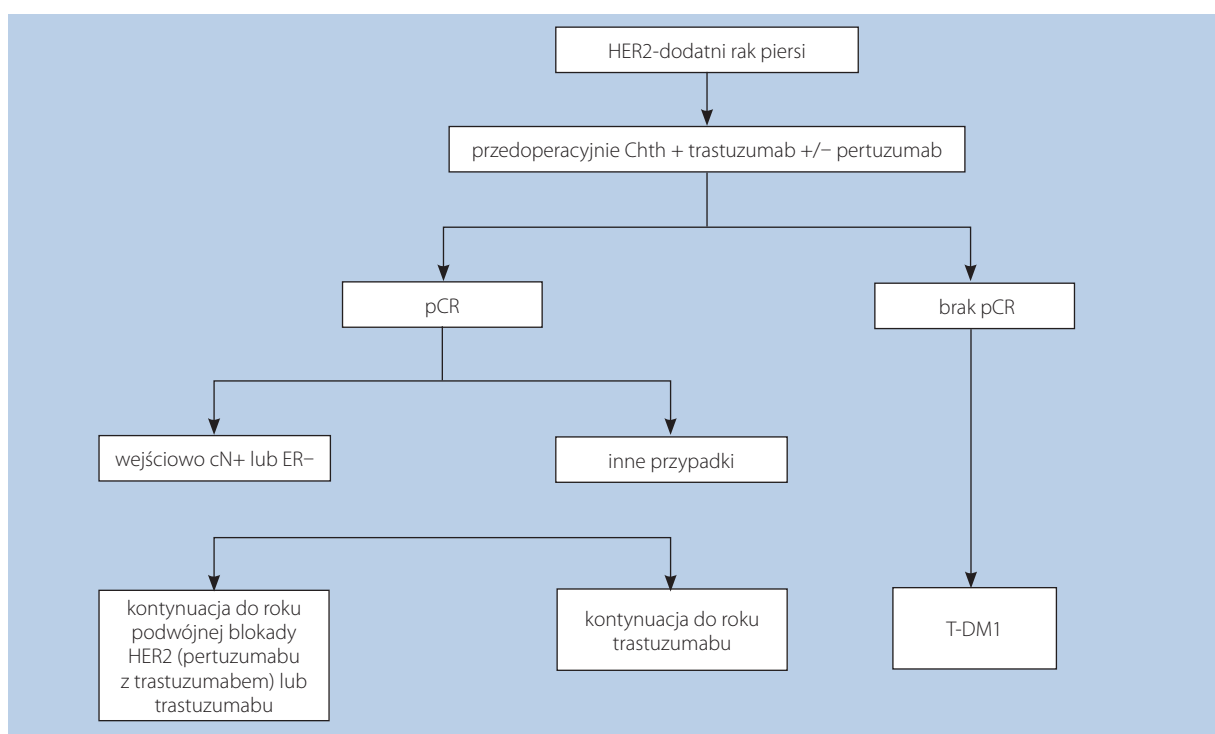 HER2-dodatni rak piersi
przedoperacyjnie Chth + trastuzumab +/− pertuzumab
pCR
brak pCR
wejściowo cN+ lub ER−
inne przypadki
kontynuacja do roku
podwójnej blokady
HER2 (pertuzumabu
z trastuzumabem) lub
trastuzumabu
kontynuacja do roku
trastuzumabu
T-DM1